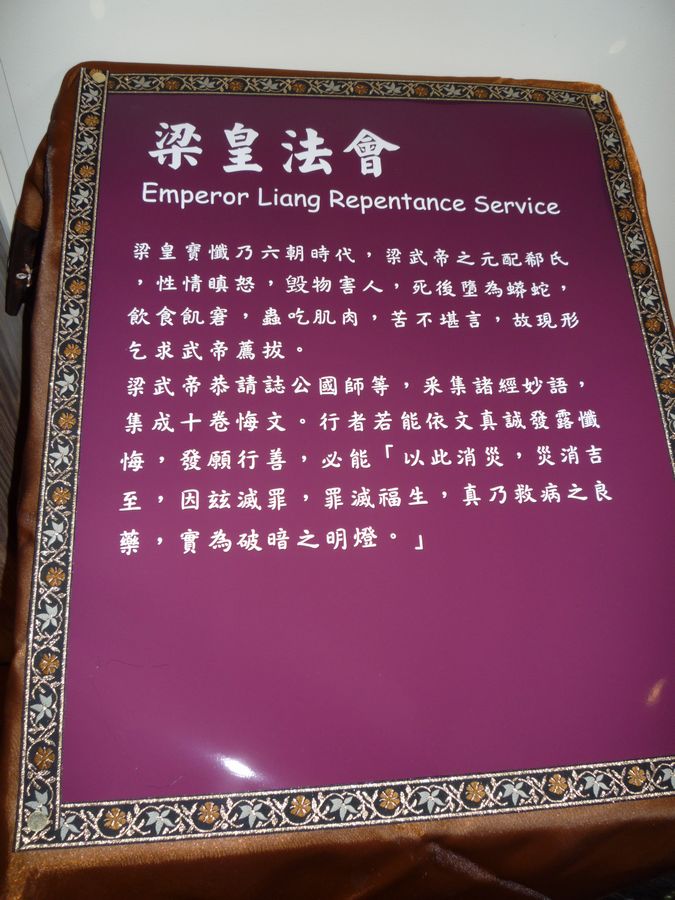 梁皇法會
Emperor Liang Repentance Service
梁皇寶懺乃六朝時代，梁武帝之元配郗氏
，性情瞋怒，毀物害人，死後墮為蟒蛇，
飲食飢窘，蟲吃肌肉，苦不堪言，故現形
乞求武帝薦拔。
梁武帝恭請誌公國師等，采集諸經妙語，
集成十卷悔文。行者若能依文真誠發露懺
悔，發願行善，必能「以此消災，災消吉
至，因玆滅罪，罪滅福生，真乃救病之良
藥，實為破暗之明燈。」